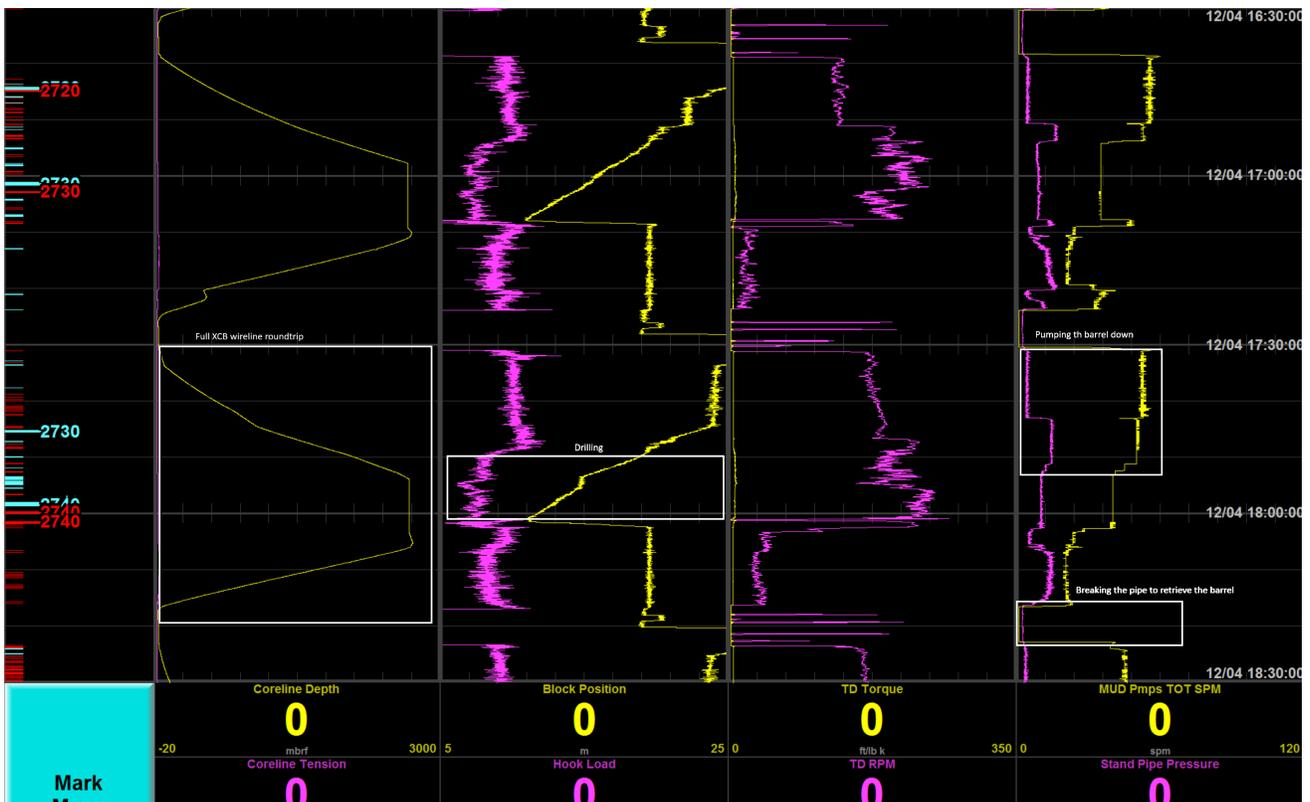 12/04 16:30:00
2720
2720
12/04 17:00:00
2730
2730
Full XCB wireline roundtrip
Pumping th barrel down
12/04 17:30:00
2730
Drilling
2740
2740
2740
12/04 18:00:00
Breaking the pipe to retrieve the barrel
12/04 18:30:00
Coreline Depth
Block Position
TD Torque
MUD Pmps TOT SPM
0
0
0
0
-20 mbrf 3000
5 m 25
0 ft/lb k 350
0 spm 120
Coreline Tension
Hook Load
TD RPM
Stand Pipe Pressure
0
0
0
0
Mark